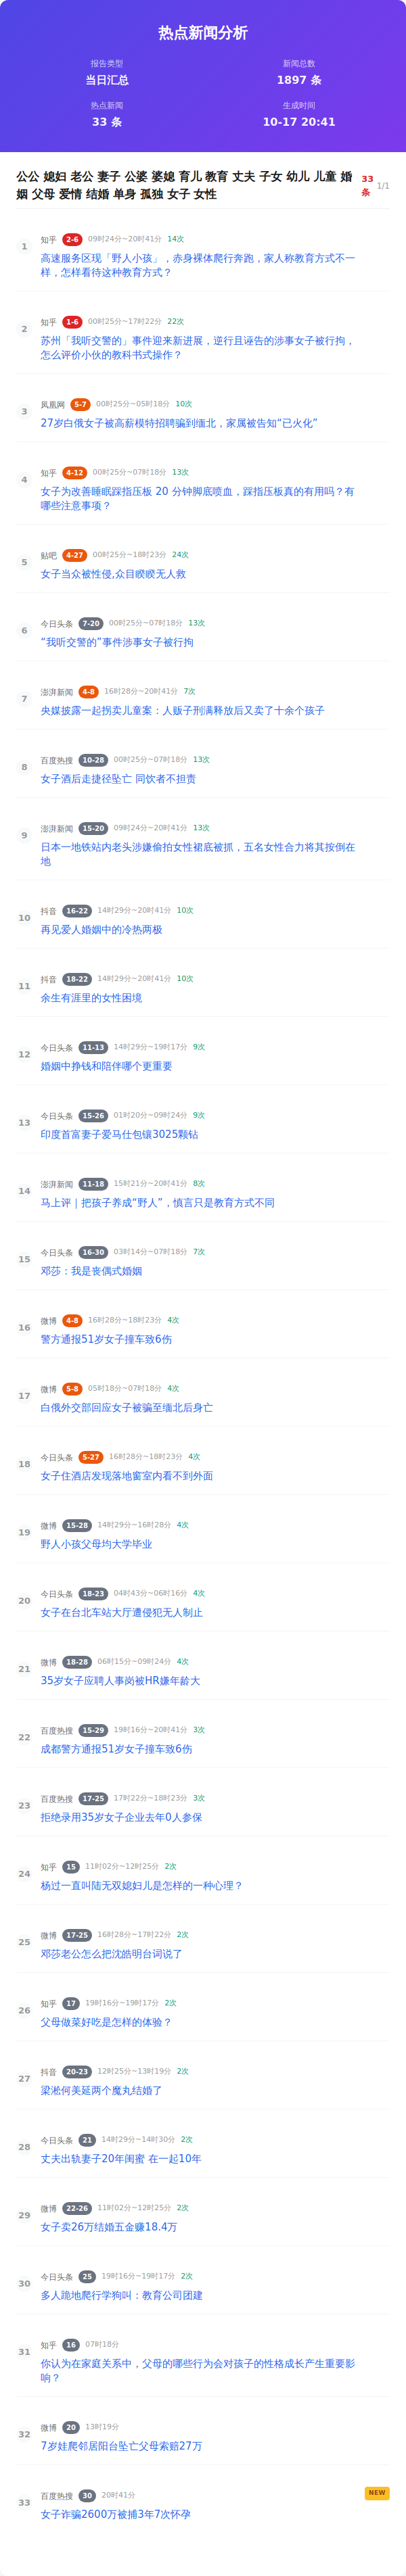 热点新闻分析
报告类型
当日汇总
新闻总数
1897 条
热点新闻
33 条
生成时间
10-17 20:41
公公 媳妇 老公 妻子 公婆 婆媳 育儿 教育 丈夫 子女 幼儿 儿童 婚
姻 父母 爱情 结婚 单身 孤独 女子 女性
33
条
1/1
1
知乎 2-6 09时24分~20时41分 14次
高速服务区现「野人小孩」，赤身裸体爬行奔跑，家人称教育方式不一
样，怎样看待这种教育方式？
2
知乎 1-6 00时25分~17时22分 22次
苏州「我听交警的」事件迎来新进展，逆行且诬告的涉事女子被行拘，
怎么评价小伙的教科书式操作？
3
凤凰网 5-7 00时25分~05时18分 10次
27岁白俄女子被高薪模特招聘骗到缅北，家属被告知“已火化”
4
知乎 4-12 00时25分~07时18分 13次
女子为改善睡眠踩指压板 20 分钟脚底喷血，踩指压板真的有用吗？有
哪些注意事项？
5
贴吧 4-27 00时25分~18时23分 24次
女子当众被性侵,众目睽睽无人救
6
今日头条 7-20 00时25分~07时18分 13次
“我听交警的”事件涉事女子被行拘
7
澎湃新闻 4-8 16时28分~20时41分 7次
央媒披露一起拐卖儿童案：人贩子刑满释放后又卖了十余个孩子
8
百度热搜 10-28 00时25分~07时18分 13次
女子酒后走捷径坠亡 同饮者不担责
9
澎湃新闻 15-20 09时24分~20时41分 13次
日本一地铁站内老头涉嫌偷拍女性裙底被抓，五名女性合力将其按倒在
地
10
抖音 16-22 14时29分~20时41分 10次
再见爱人婚姻中的冷热两极
11
抖音 18-22 14时29分~20时41分 10次
余生有涯里的女性困境
12
今日头条 11-13 14时29分~19时17分 9次
婚姻中挣钱和陪伴哪个更重要
13
今日头条 15-26 01时20分~09时24分 9次
印度首富妻子爱马仕包镶3025颗钻
14
澎湃新闻 11-18 15时21分~20时41分 8次
马上评｜把孩子养成“野人”，慎言只是教育方式不同
15
今日头条 16-30 03时14分~07时18分 7次
邓莎：我是丧偶式婚姻
16
微博 4-8 16时28分~18时23分 4次
警方通报51岁女子撞车致6伤
17
微博 5-8 05时18分~07时18分 4次
白俄外交部回应女子被骗至缅北后身亡
18
今日头条 5-27 16时28分~18时23分 4次
女子住酒店发现落地窗室内看不到外面
19
微博 15-28 14时29分~16时28分 4次
野人小孩父母均大学毕业
20
今日头条 18-23 04时43分~06时16分 4次
女子在台北车站大厅遭侵犯无人制止
21
微博 18-28 06时15分~09时24分 4次
35岁女子应聘人事岗被HR嫌年龄大
22
百度热搜 15-29 19时16分~20时41分 3次
成都警方通报51岁女子撞车致6伤
23
百度热搜 17-25 17时22分~18时23分 3次
拒绝录用35岁女子企业去年0人参保
24
知乎 15 11时02分~12时25分 2次
杨过一直叫陆无双媳妇儿是怎样的一种心理？
25
微博 17-25 16时28分~17时22分 2次
邓莎老公怎么把沈皓明台词说了
26
知乎 17 19时16分~19时17分 2次
父母做菜好吃是怎样的体验？
27
抖音 20-23 12时25分~13时19分 2次
梁淞何美延两个魔丸结婚了
28
今日头条 21 14时29分~14时30分 2次
丈夫出轨妻子20年闺蜜 在一起10年
29
微博 22-26 11时02分~12时25分 2次
女子卖26万结婚五金赚18.4万
30
今日头条 25 19时16分~19时17分 2次
多人跪地爬行学狗叫：教育公司团建
31
知乎 16 07时18分
你认为在家庭关系中，父母的哪些行为会对孩子的性格成长产生重要影
响？
32
微博 20 13时19分
7岁娃爬邻居阳台坠亡父母索赔27万
33
百度热搜 30 20时41分
NEW
女子诈骗2600万被捕3年7次怀孕